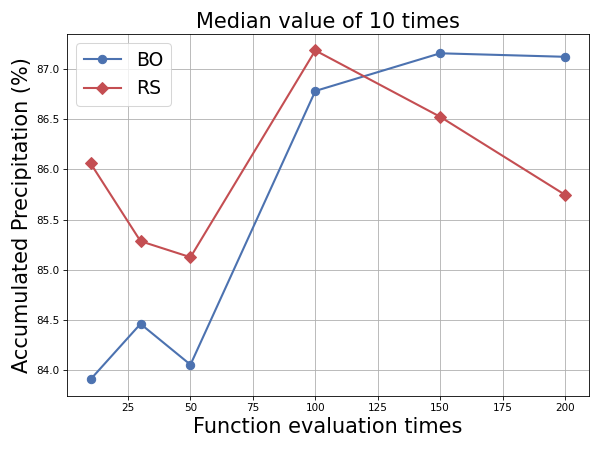 Median value of 10 times
BO
RS
Accumulated Precipitation (%)
87.0
86.5
86.0
85.5
85.0
84.5
84.0
25 50 75 100 125 150 175 200
Function evaluation times